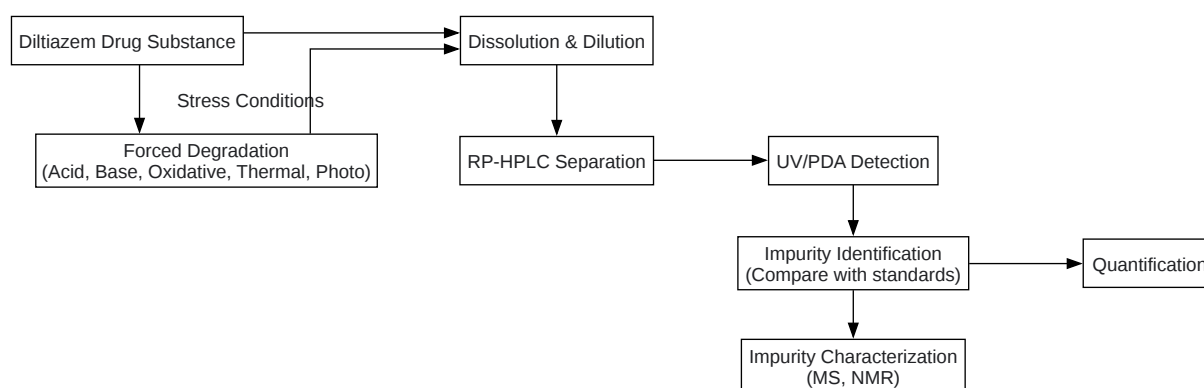 Diltiazem Drug Substance
Dissolution & Dilution
Stress Conditions
Forced Degradation
(Acid, Base, Oxidative, Thermal, Photo)
RP-HPLC Separation
UV/PDA Detection
Impurity Identification
(Compare with standards)
Quantification
Impurity Characterization
(MS, NMR)